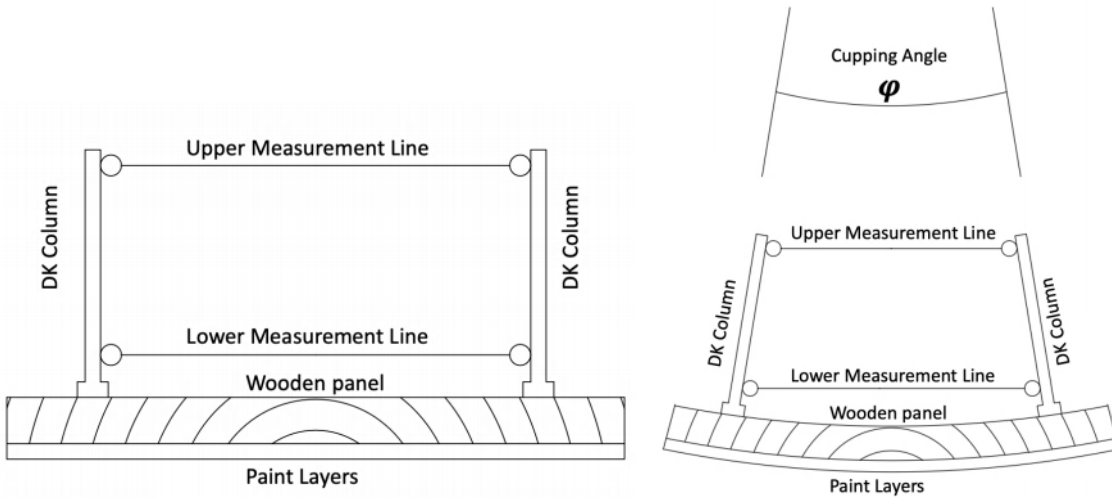 Upper Measurement Line
DK Column
DK Column
Lower Measurement Line
Wooden panel
Paint Layers
Cupping Angle
φ
Upper Measurement Line
DK Column
DK Column
Lower Measurement Line
Wooden panel
Paint Layers